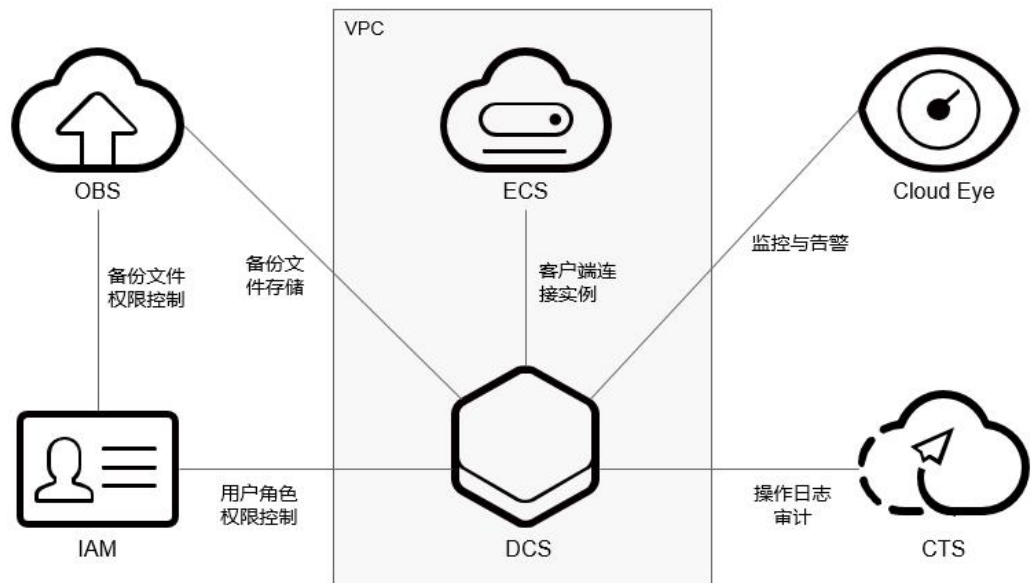 VPC
OBS
ECS
Cloud Eye
备份文件
权限控制
备份文
件存储
客户端连
接实例
监控与告警
用户角色
权限控制
操作日志
审计
IAM
DCS
CTS